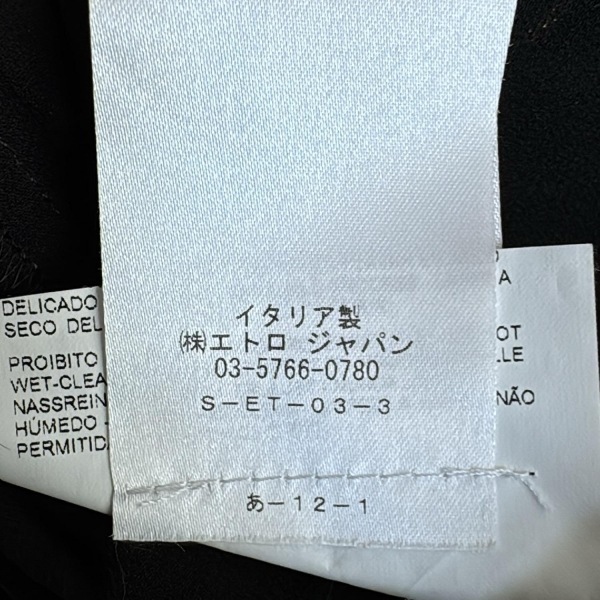 イタリア製
㈱エトロ ジャパン
03-5766-0780
S-ET-03-3
あ-12-1
DELICADO
SECO DEL
PROIBITO
WET-CLEA
NASSREIN
HÚMEDO -
PERMITID
A
OT
LLE
NÃO